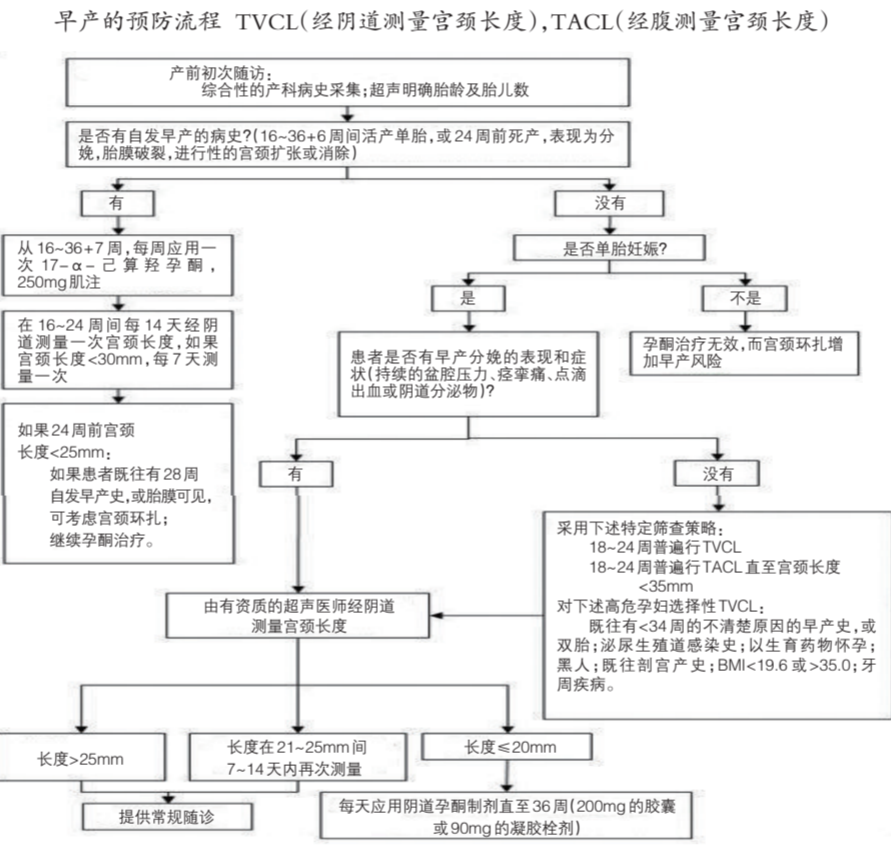 早产的预防流程 TVCL(经阴道测量宫颈长度),TACL(经腹测量宫颈长度)
产前初次随访：
综合性的产科病史采集；超声明确胎龄及胎儿数
是否有自发早产的病史?(16~36+6周间活产单胎,或24周前死产,表现为分
娩,胎膜破裂,进行性的宫颈扩张或消除)
有
没有
从16~36+7周,每周应用一
次17-α-己算羟孕酮,
250mg肌注
是否单胎妊娠?
是
不是
在16~24周间每14天经阴
道测量一次宫颈长度,如果
宫颈长度<30mm,每7天测
量一次
患者是否有早产分娩的表现和症
状(持续的盆腔压力、痉挛痛、点滴
出血或阴道分泌物)?
孕酮治疗无效,而宫颈环扎增
加早产风险
如果24周前宫颈
长度<25mm：
如果患者既往有28周
自发早产史,或胎膜可见,
可考虑宫颈环扎；
继续孕酮治疗。
有
没有
采用下述特定筛查策略：
18~24周普遍行TVCL
18~24周普遍行TACL直至宫颈长度
<35mm
对下述高危孕妇选择性TVCL：
既往有<34周的不清楚原因的早产史,或
双胎；泌尿生殖道感染史；以生育药物怀孕；
黑人；既往剖宫产史；BMI<19.6或>35.0；牙
周疾病。
由有资质的超声医师经阴道
测量宫颈长度
长度>25mm
长度在21~25mm间
7~14天内再次测量
长度≤20mm
提供常规随诊
每天应用阴道孕酮制剂直至36周(200mg的胶囊
或90mg的凝胶栓剂)